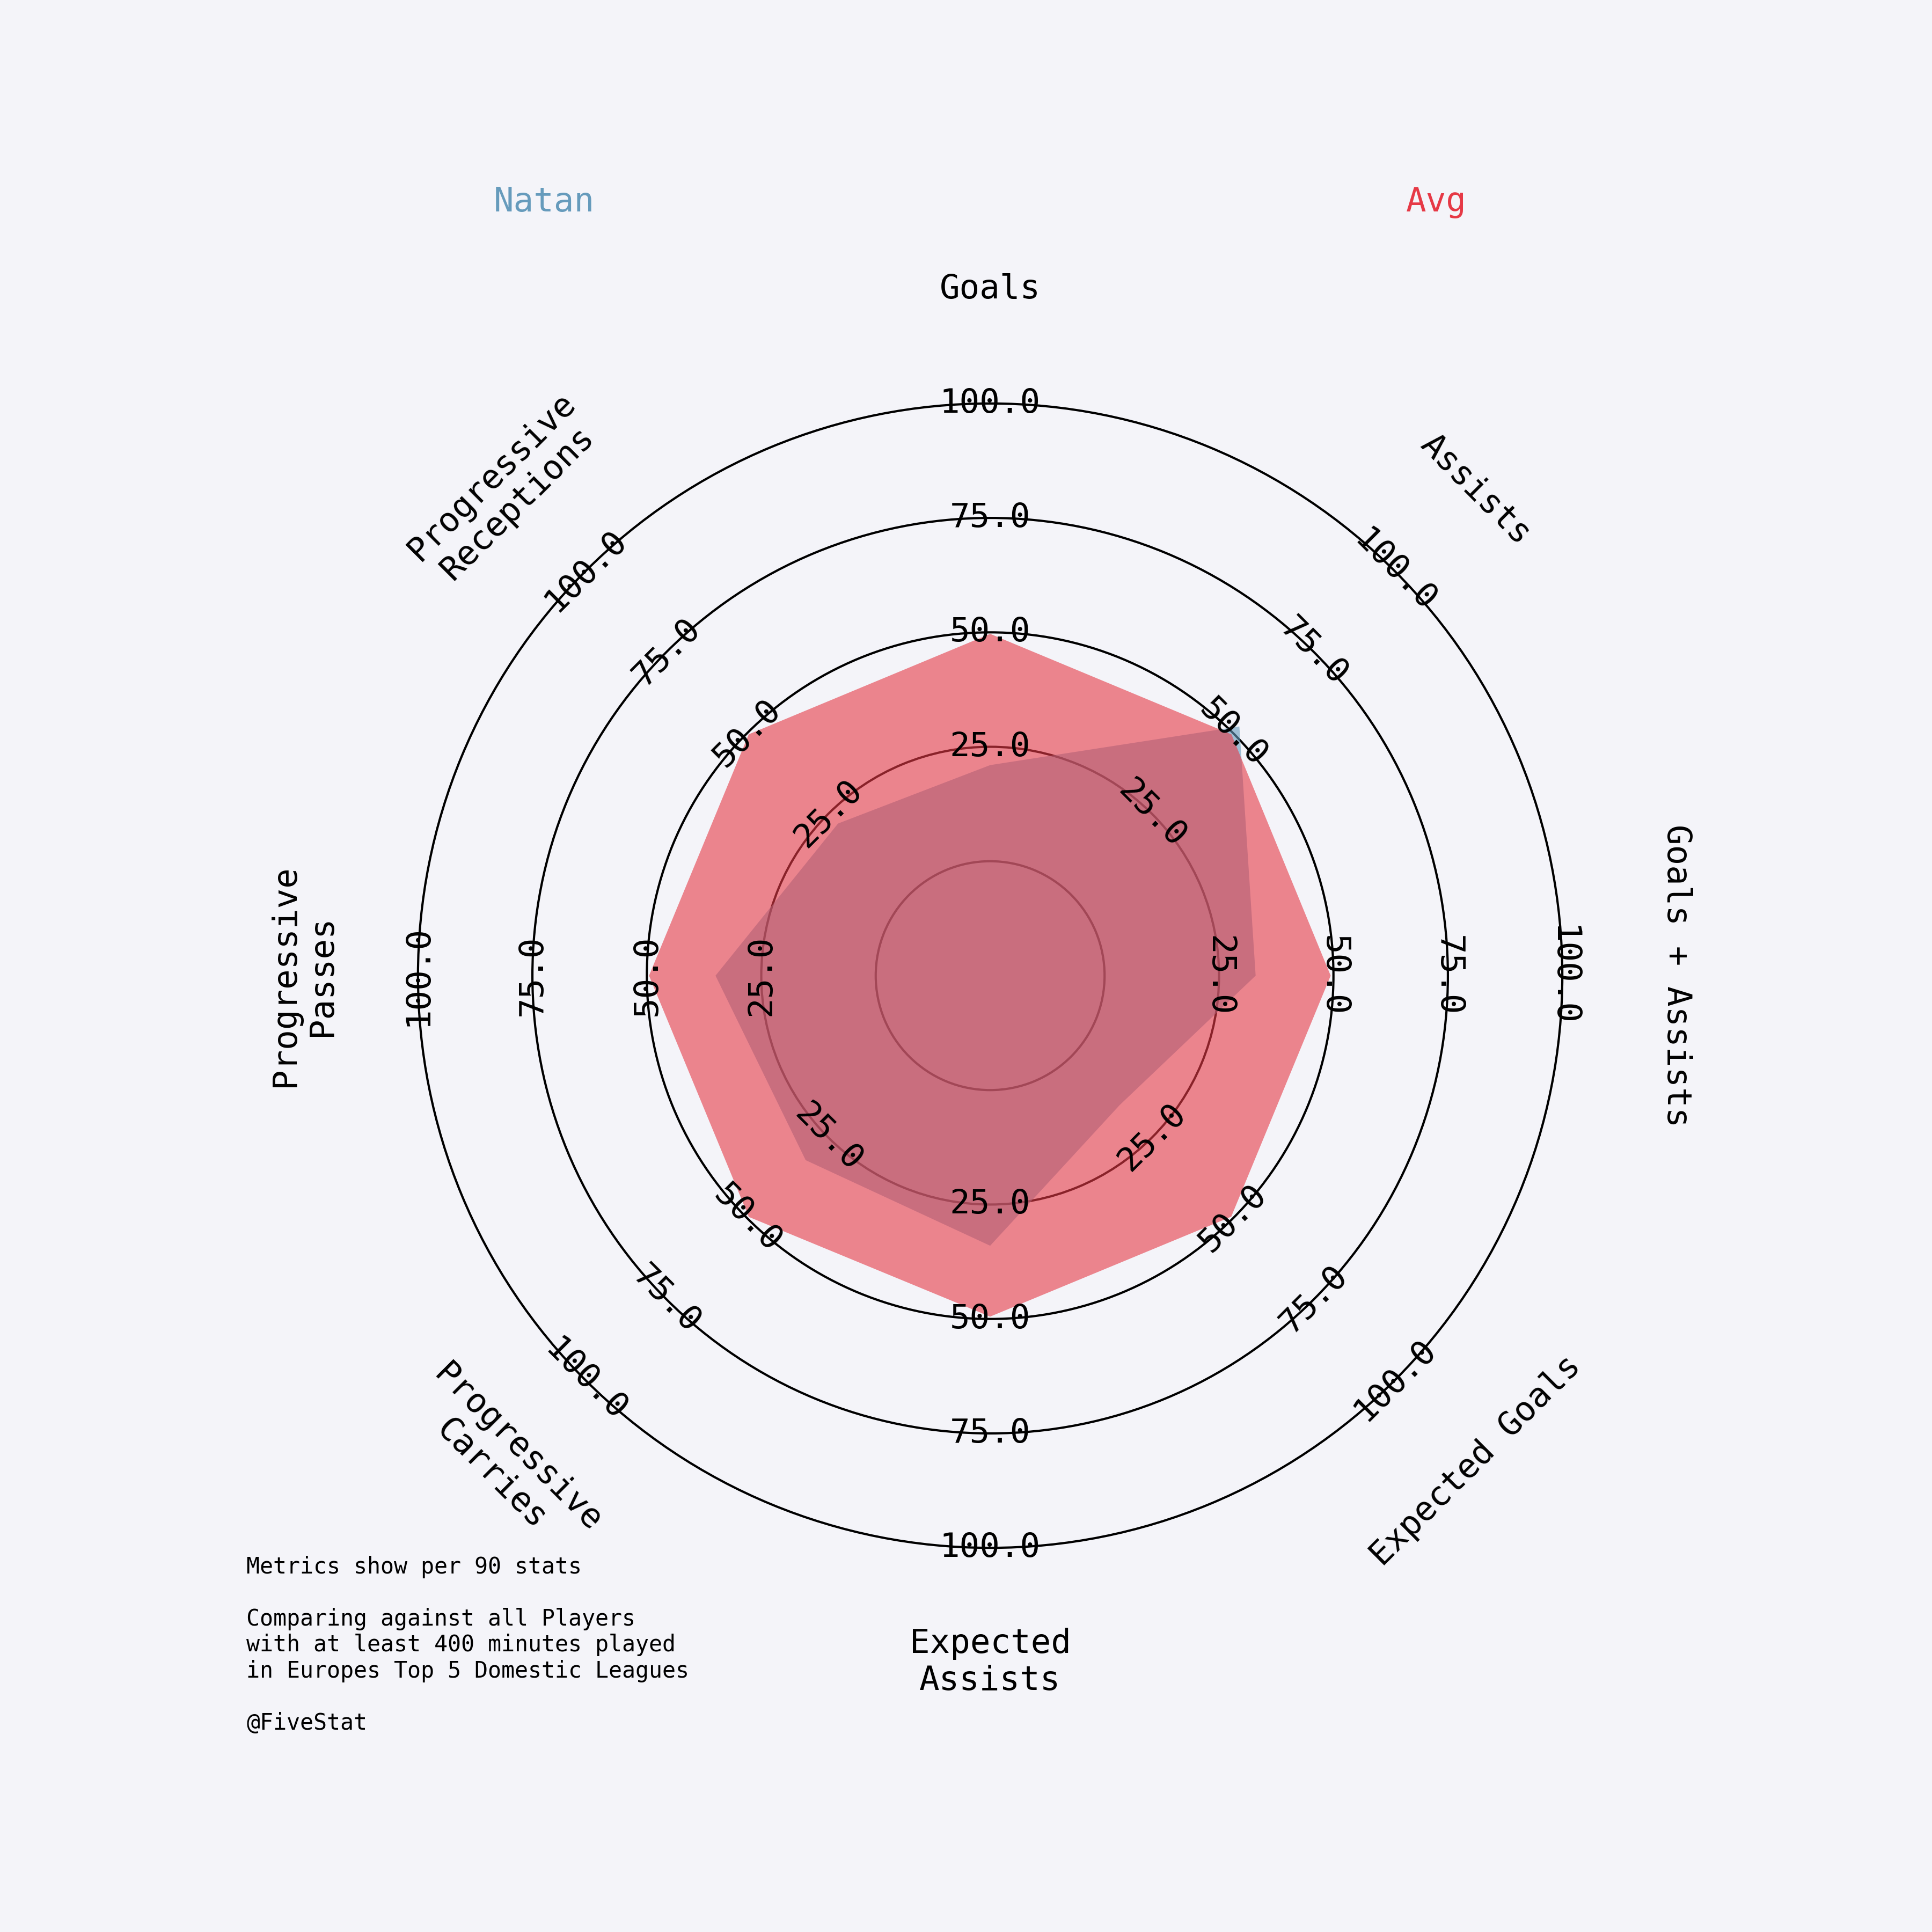 Natan
Avg
Goals
Assists
Goals + Assists
Expected Goals
Expected
Assists
Progressive
Carries
Progressive
Passes
Progressive
Receptions
25.0
50.0
75.0
100.0
25.0
50.0
75.0
100.0
25.0
50.0
75.0
100.0
25.0
50.0
75.0
100.0
25.0
50.0
75.0
100.0
25.0
50.0
75.0
100.0
25.0
50.0
75.0
100.0
25.0
50.0
75.0
100.0
Metrics show per 90 stats
Comparing against all Players
with at least 400 minutes played
in Europes Top 5 Domestic Leagues
@FiveStat